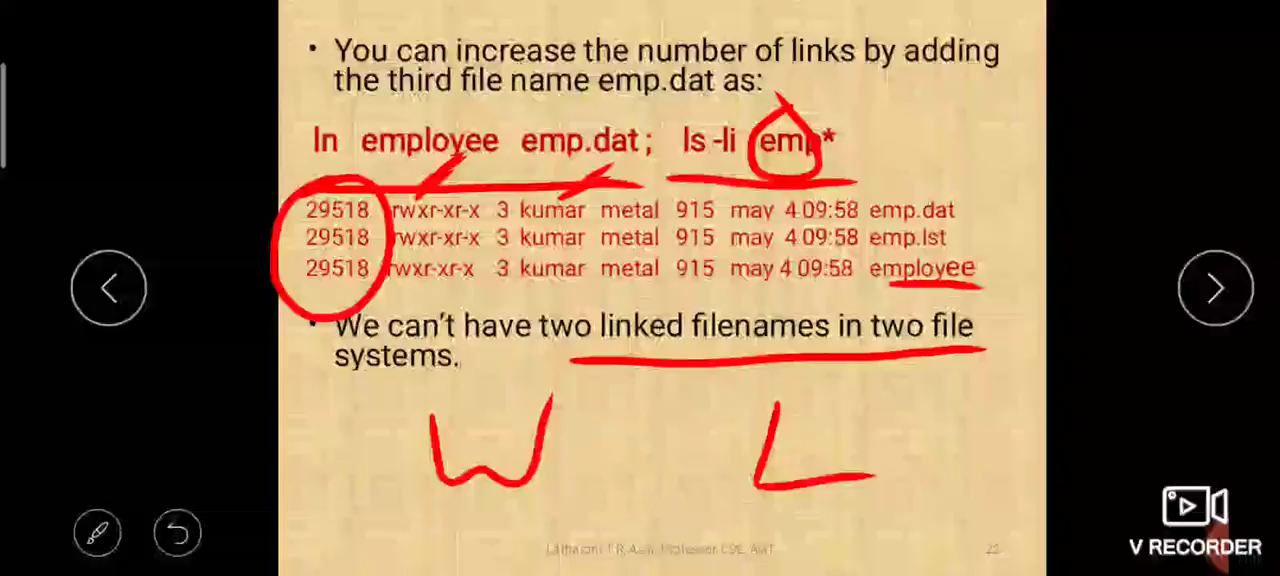 • You can increase the number of links by adding
the third file name emp.dat as:
ln employee emp.dat ; ls -li emp*
29518 rwxr-xr-x 3 kumar metal 915 may 4 09:58 emp.dat
29518 rwxr-xr-x 3 kumar metal 915 may 4 09:58 emp.lst
29518 rwxr-xr-x 3 kumar metal 915 may 4 09:58 employee
• We can't have two linked filenames in two file
systems.
W L
Professor, CSE,
22
V RECORDER